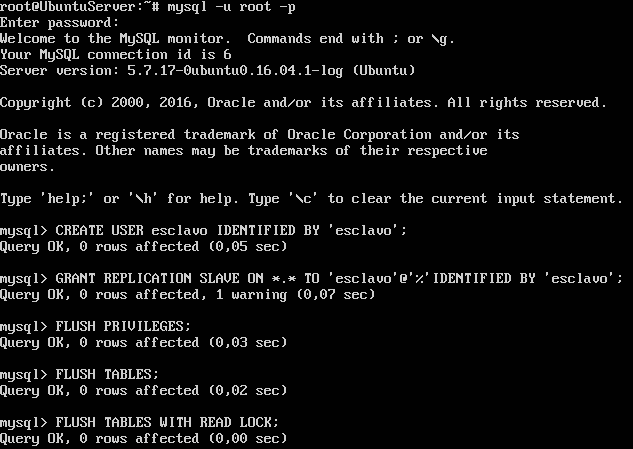 root@UbuntuServer:~# mysql -u root -p
Enter password:
Welcome to the MySQL monitor.  Commands end with ; or \g.
Your MySQL connection id is 6
Server version: 5.7.17-0ubuntu0.16.04.1-log (Ubuntu)
Copyright (c) 2000, 2016, Oracle and/or its affiliates. All rights reserved.
Oracle is a registered trademark of Oracle Corporation and/or its
affiliates. Other names may be trademarks of their respective
owners.
Type 'help;' or '\h' for help. Type '\c' to clear the current input statement.
mysql> CREATE USER esclavo IDENTIFIED BY 'esclavo';
Query OK, 0 rows affected (0,05 sec)
mysql> GRANT REPLICATION SLAVE ON *.* TO 'esclavo'@'%'IDENTIFIED BY 'esclavo';
Query OK, 0 rows affected, 1 warning (0,07 sec)
mysql> FLUSH PRIVILEGES;
Query OK, 0 rows affected (0,03 sec)
mysql> FLUSH TABLES;
Query OK, 0 rows affected (0,02 sec)
mysql> FLUSH TABLES WITH READ LOCK;
Query OK, 0 rows affected (0,00 sec)